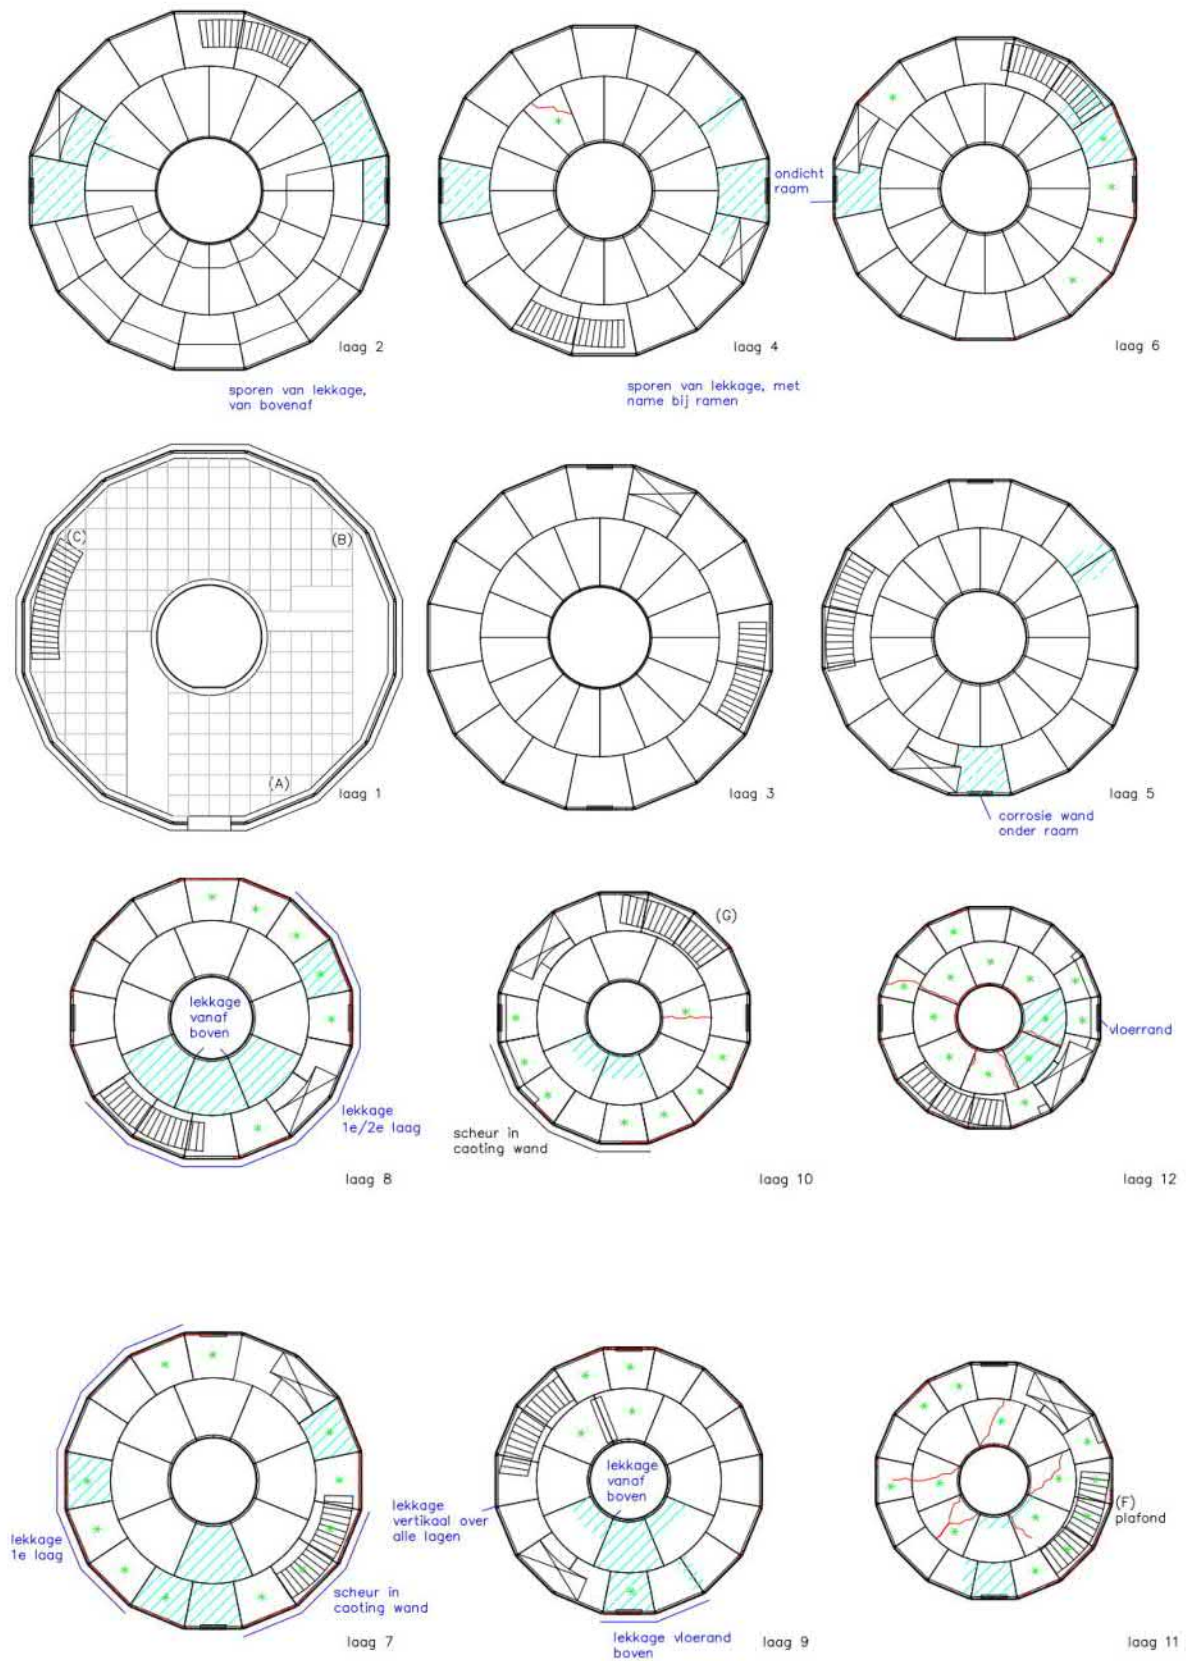 ondicht
raam
laag 2
laag 4
laag 6
sporen van lekkage,
van bovenaf
sporen van lekkage, met
name bij ramen
(C)
(B)
(A)
laag 1
laag 3
laag 5
corrosie wand
onder raam
lekkage
vanaf
boven
lekkage
1e/2e laag
laag 8
(G)
scheur in
caoting wand
laag 10
vloerrand
laag 12
lekkage
1e laag
scheur in
caoting wand
laag 7
lekkage
vanaf
boven
lekkage
vertikaal over
alle lagen
lekkage vloerrand
boven
laag 9
(F)
plafond
laag 11